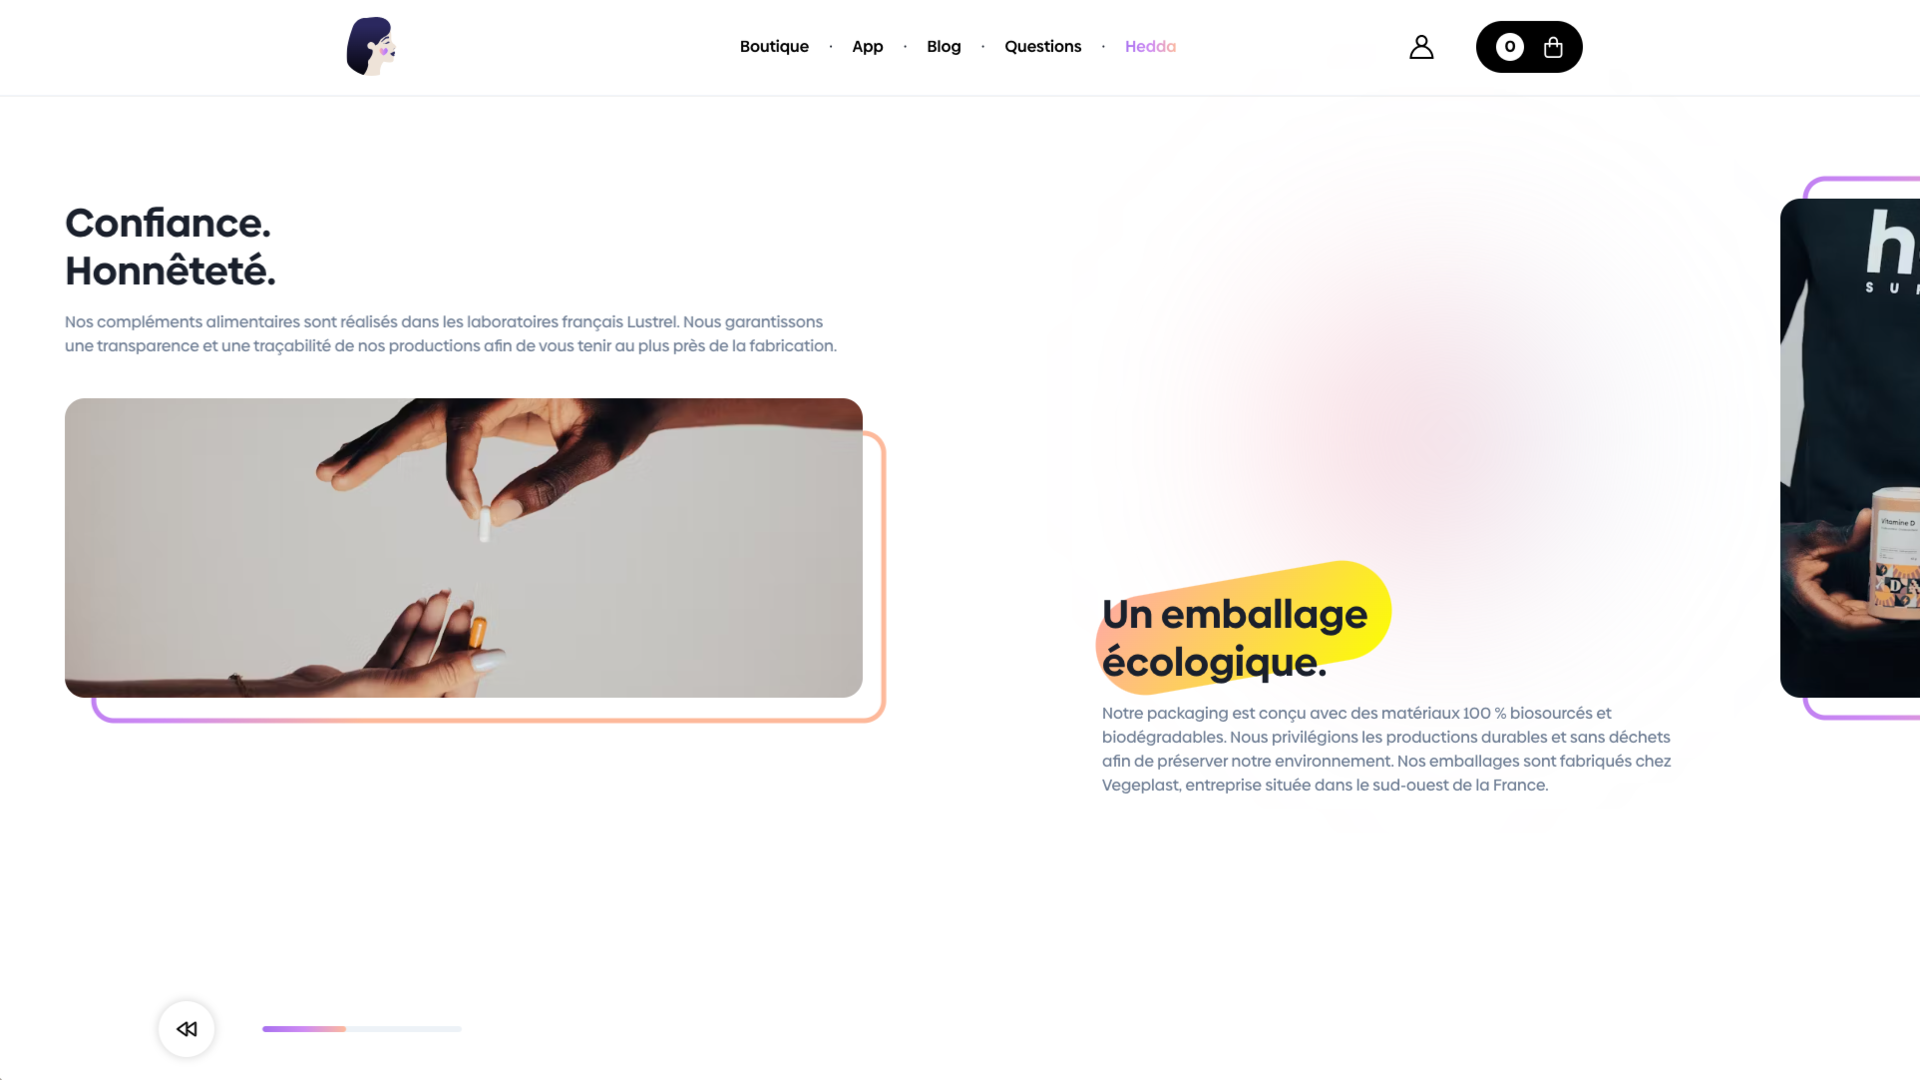 Boutique · App · Blog · Questions · Hedda
0
Confiance.
Honnêteté.
Nos compléments alimentaires sont réalisés dans les laboratoires français Lustrel. Nous garantissons
une transparence et une traçabilité de nos productions afin de vous tenir au plus près de la fabrication.
Un emballage
écologique.
Notre packaging est conçu avec des matériaux 100 % biosourcés et
biodégradables. Nous privilégions les productions durables et sans déchets
afin de préserver notre environnement. Nos emballages sont fabriqués chez
Vegeplast, entreprise située dans le sud-ouest de la France.
h
S U
Vitamine D